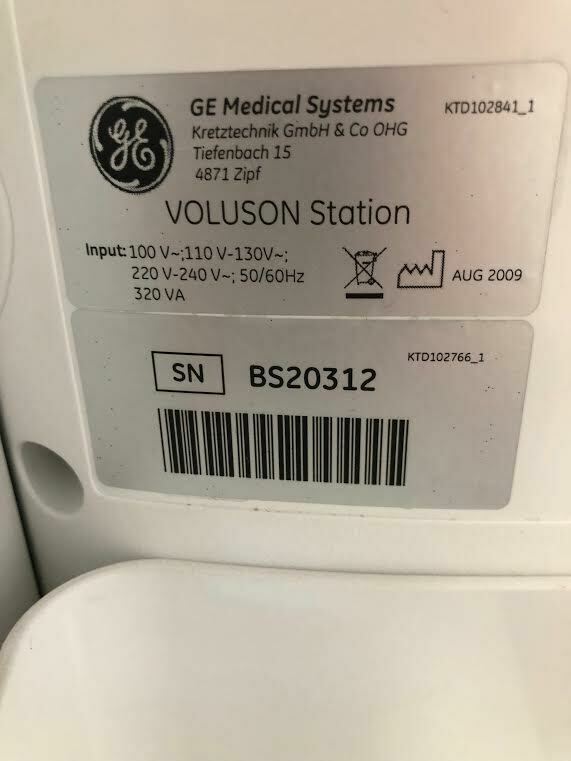 GE
GE Medical Systems
KTD102841_1
Kretztechnik GmbH & Co OHG
Tiefenbach 15
4871 Zipf
VOLUSON Station
Input: 100 V~;110 V-130V~;
220 V-240 V~; 50/60Hz
320 VA
AUG 2009
KTD102766_1
SN BS20312